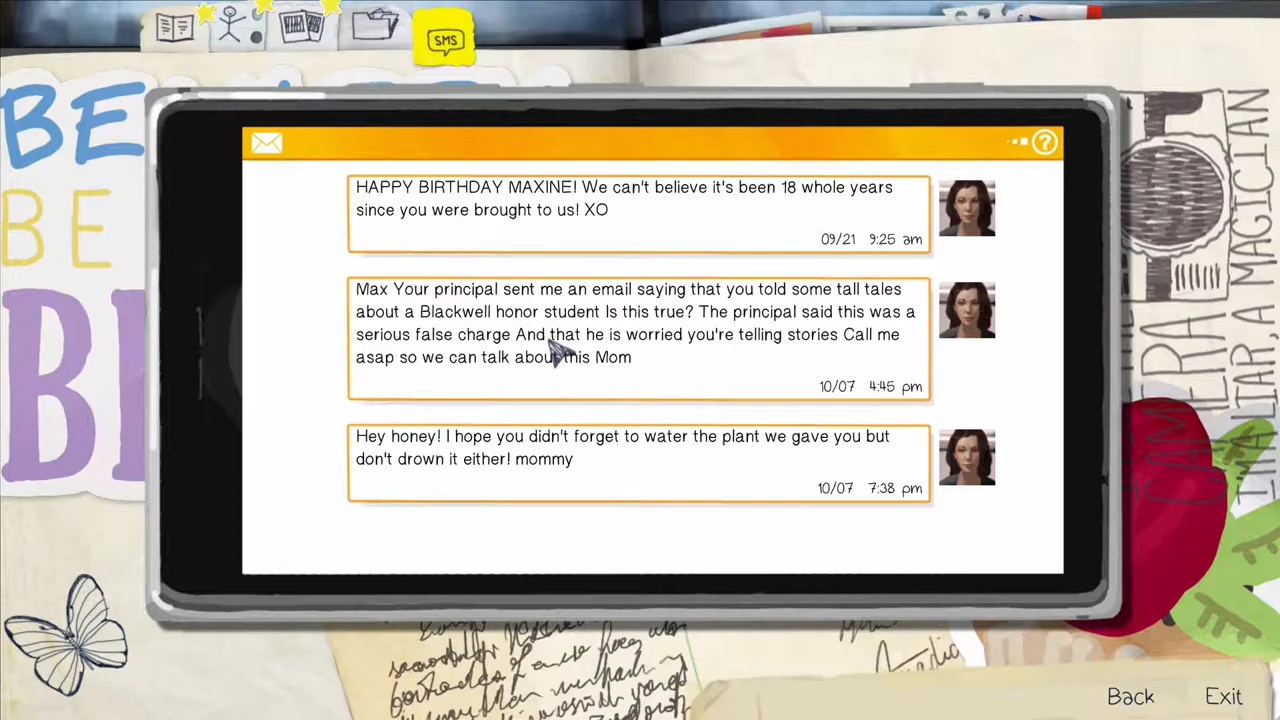 SMS
HAPPY BIRTHDAY MAXINE! We can't believe it's been 18 whole years
since you were brought to us! XO
09/21 9:25 am
Max Your principal sent me an email saying that you told some tall tales
about a Blackwell honor student Is this true? The principal said this was a
serious false charge And that he is worried you're telling stories Call me
asap so we can talk about this Mom
10/07 4:45 pm
Hey honey! I hope you didn't forget to water the plant we gave you but
don't drown it either! mommy
10/07 7:38 pm
BE
BE
?
A MAGICIAN
Back
Exit